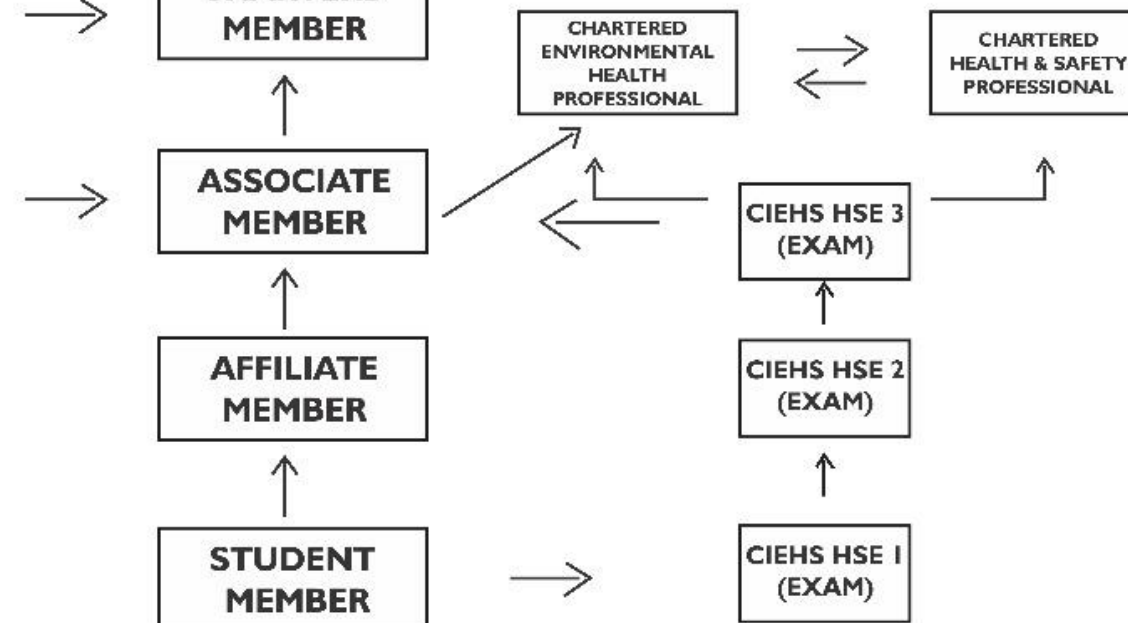 MEMBER
CHARTERED
ENVIRONMENTAL
HEALTH
PROFESSIONAL
CHARTERED
HEALTH & SAFETY
PROFESSIONAL
ASSOCIATE
MEMBER
CIEHS HSE 3
(EXAM)
AFFILIATE
MEMBER
CIEHS HSE 2
(EXAM)
STUDENT
MEMBER
CIEHS HSE 1
(EXAM)